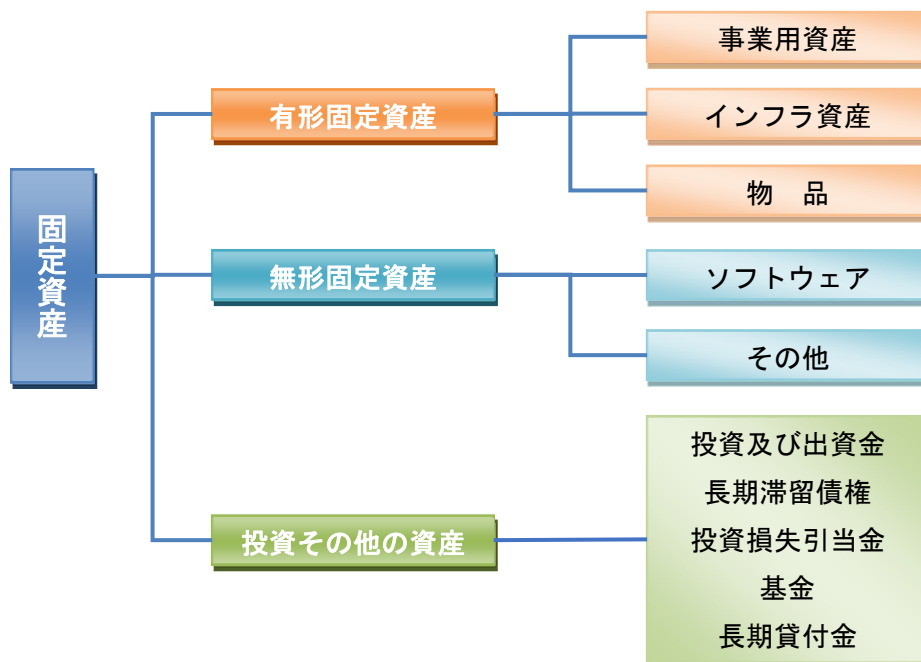 固定資産
有形固定資産
事業用資産
インフラ資産
物　品
無形固定資産
ソフトウェア
その他
投資その他の資産
投資及び出資金
長期滞留債権
投資損失引当金
基金
長期貸付金